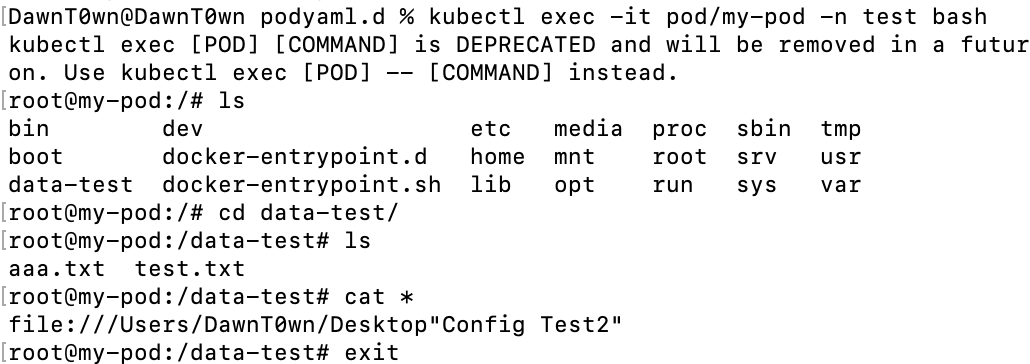 [DawnT0wn@DawnT0wn podyaml.d % kubectl exec -it pod/my-pod -n test bash
kubectl exec [POD] [COMMAND] is DEPRECATED and will be removed in a futur
on. Use kubectl exec [POD] -- [COMMAND] instead.
[root@my-pod:/# ls
bin dev etc media proc sbin tmp
boot docker-entrypoint.d home mnt root srv usr
data-test docker-entrypoint.sh lib opt run sys var
[root@my-pod:/# cd data-test/
[root@my-pod:/data-test# ls
aaa.txt test.txt
[root@my-pod:/data-test# cat *
file:///Users/DawnT0wn/Desktop"Config Test2"
[root@my-pod:/data-test# exit